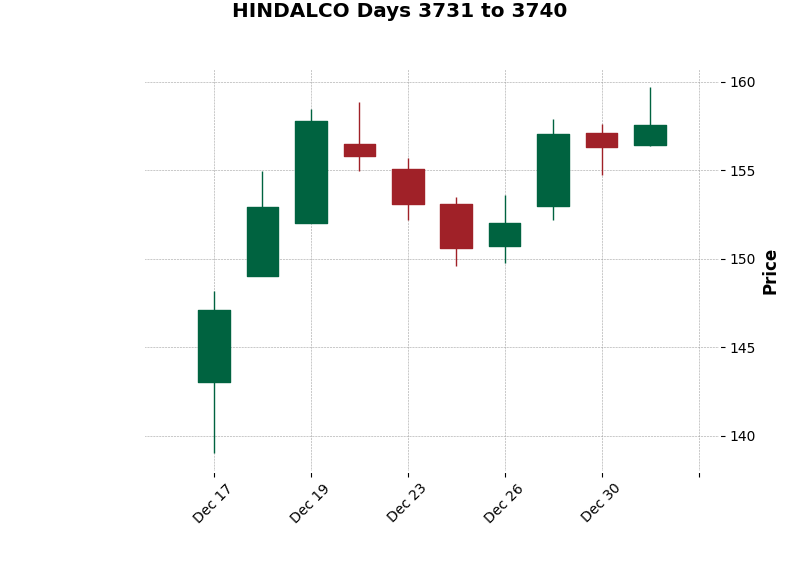 HINDALCO Days 3731 to 3740
160
155
150
145
140
Price
Dec 17
Dec 19
Dec 23
Dec 26
Dec 30